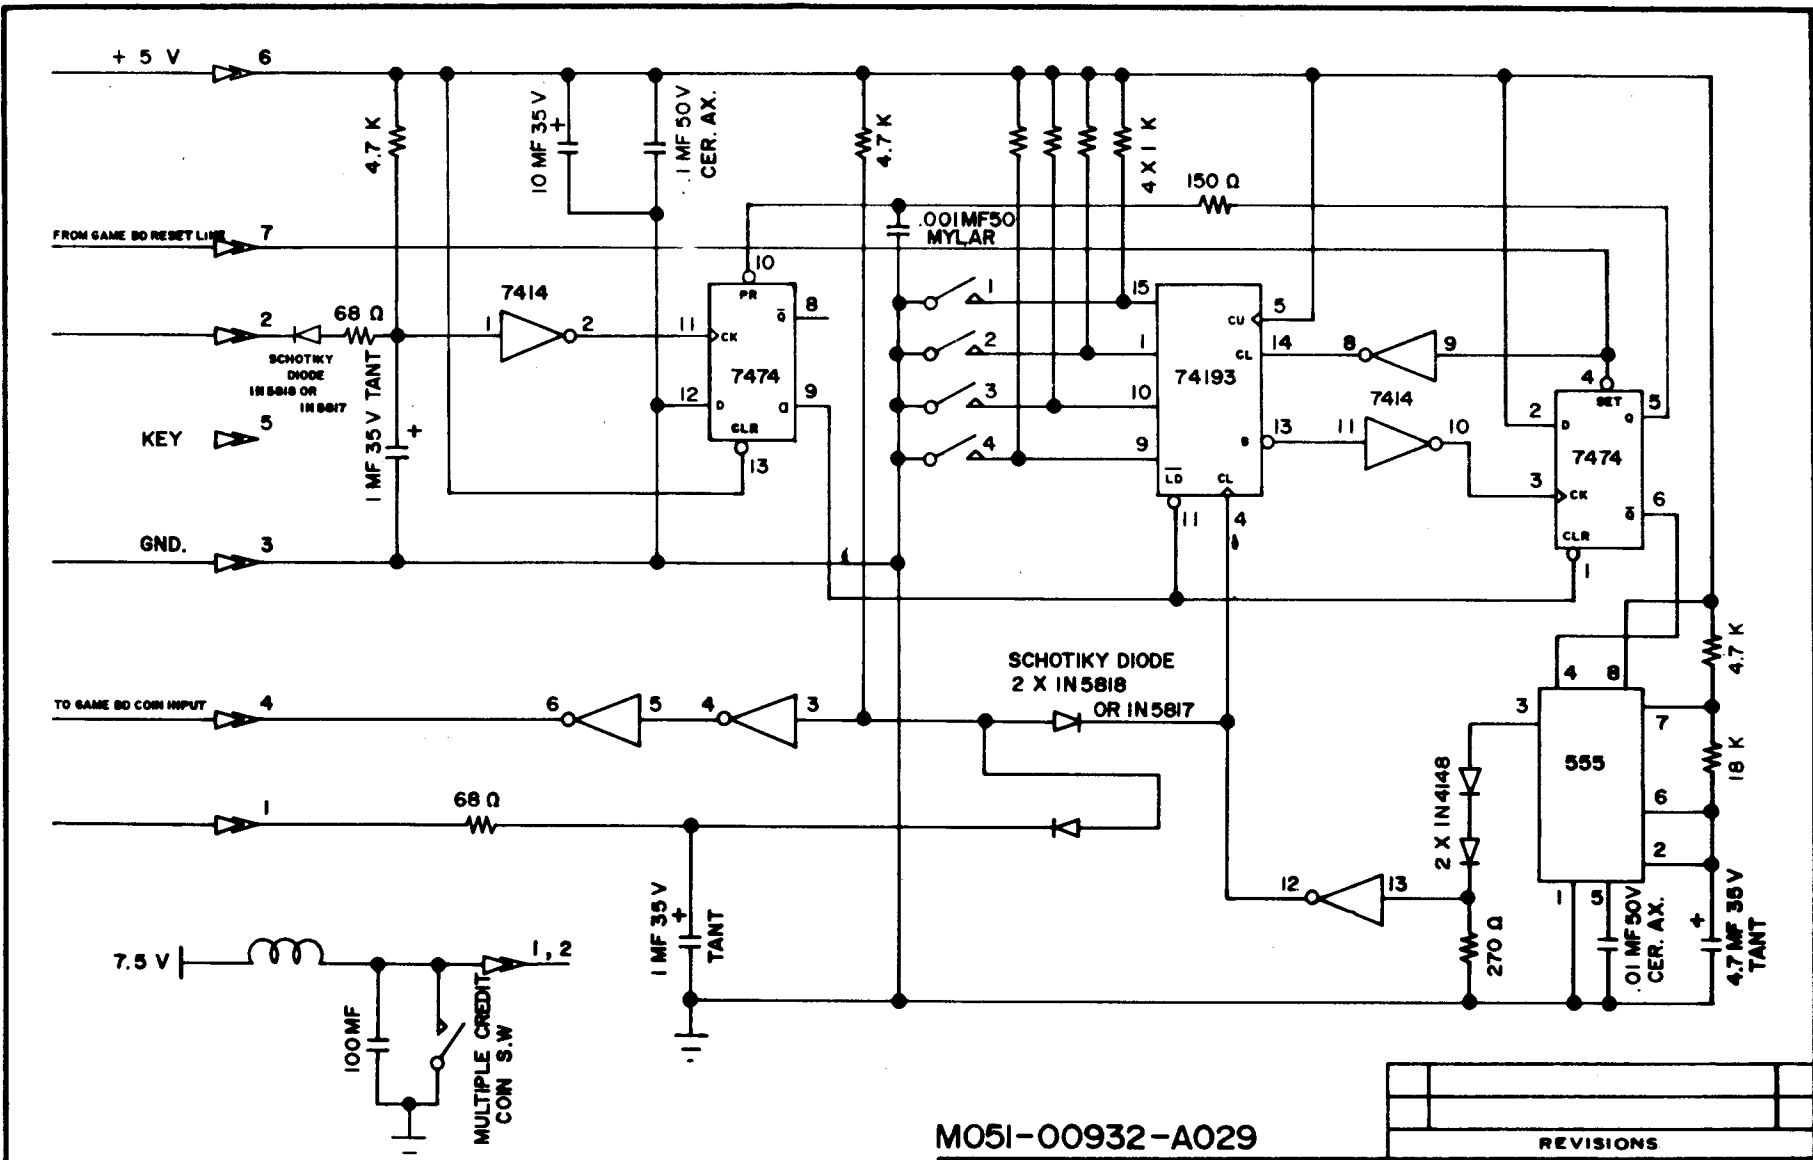 + 5 V 6
4.7 K
10 MF 35 V +
.1 MF 50 V
CER. AX.
4.7 K
4 X 1 K
150 Ω
.001MF50
MYLAR
FROM GAME BD RESET LINE 7
10
PR
7414
2
68 Ω
1
2
11
CK
Q̅
8
7474
12
D
Q
9
CLR
13
SCHOTIKY
DIODE
IN5818 OR
IN5817
1 MF 35 V TANT
+
KEY 5
GND. 3
1
2
3
4
15
1
10
9
CU
5
CL
14
74193
B
13
LD
CL
11
4
8
9
7414
11
10
4
SET
2
D
Q
5
7474
3
CK
Q̅
6
CLR
1
TO GAME BD COIN INPUT 4
6
5
4
3
SCHOTIKY DIODE
2 X IN5818
OR IN5817
1
68 Ω
1 MF 35 V
+
TANT
12
13
2 X IN4148
270 Ω
3
4
8
555
7
6
2
1
5
4.7 K
18 K
.01 MF 50V
CER. AX.
+
4.7 MF 35 V
TANT
7.5 V
1, 2
100MF
MULTIPLE CREDIT
COIN S.W
M051-00932-A029
REVISIONS